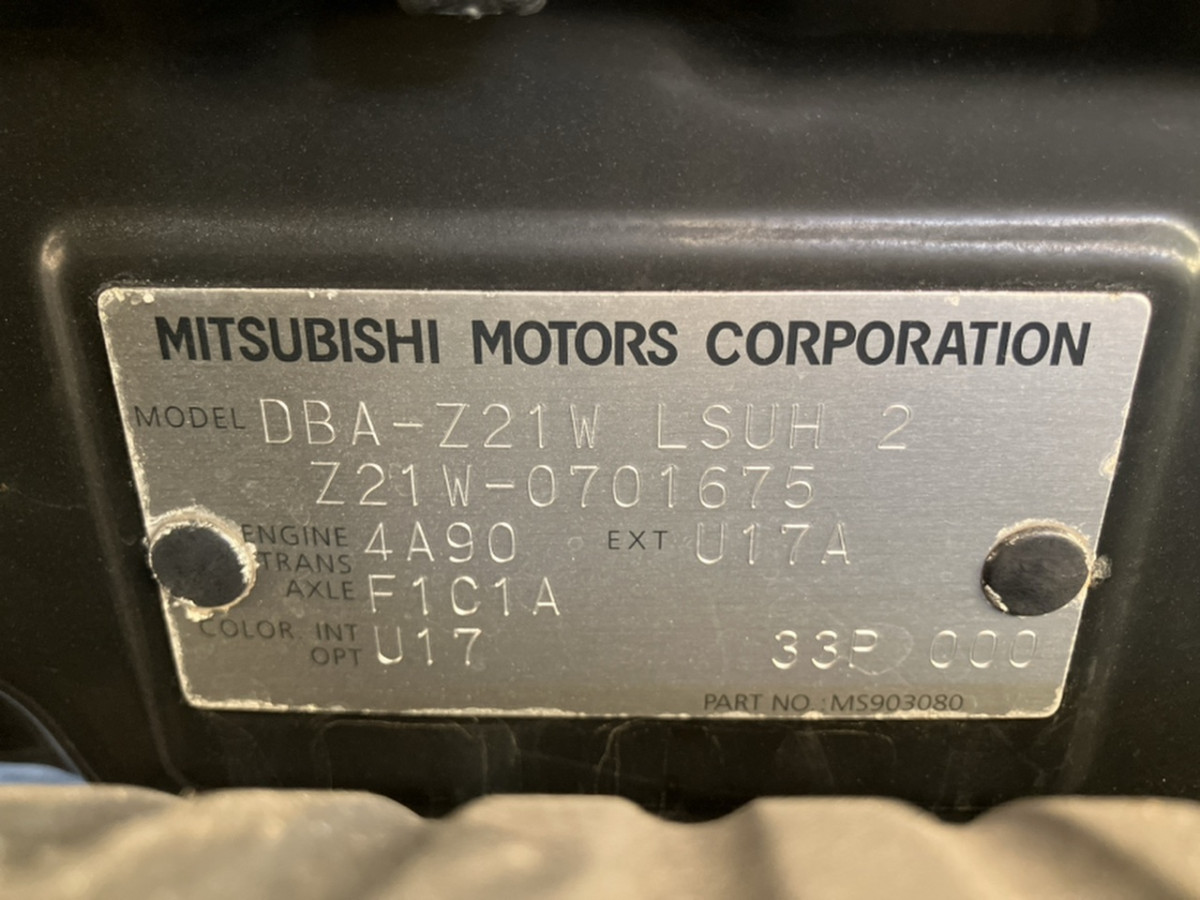 MITSUBISHI MOTORS CORPORATION
MODEL DBA-Z21W LSUH 2
Z21W-0701675
ENGINE 4A90 EXT U17A
TRANS
AXLE F1C1A
COLOR. INT U17 33P 000
OPT
PART NO. : MS903080